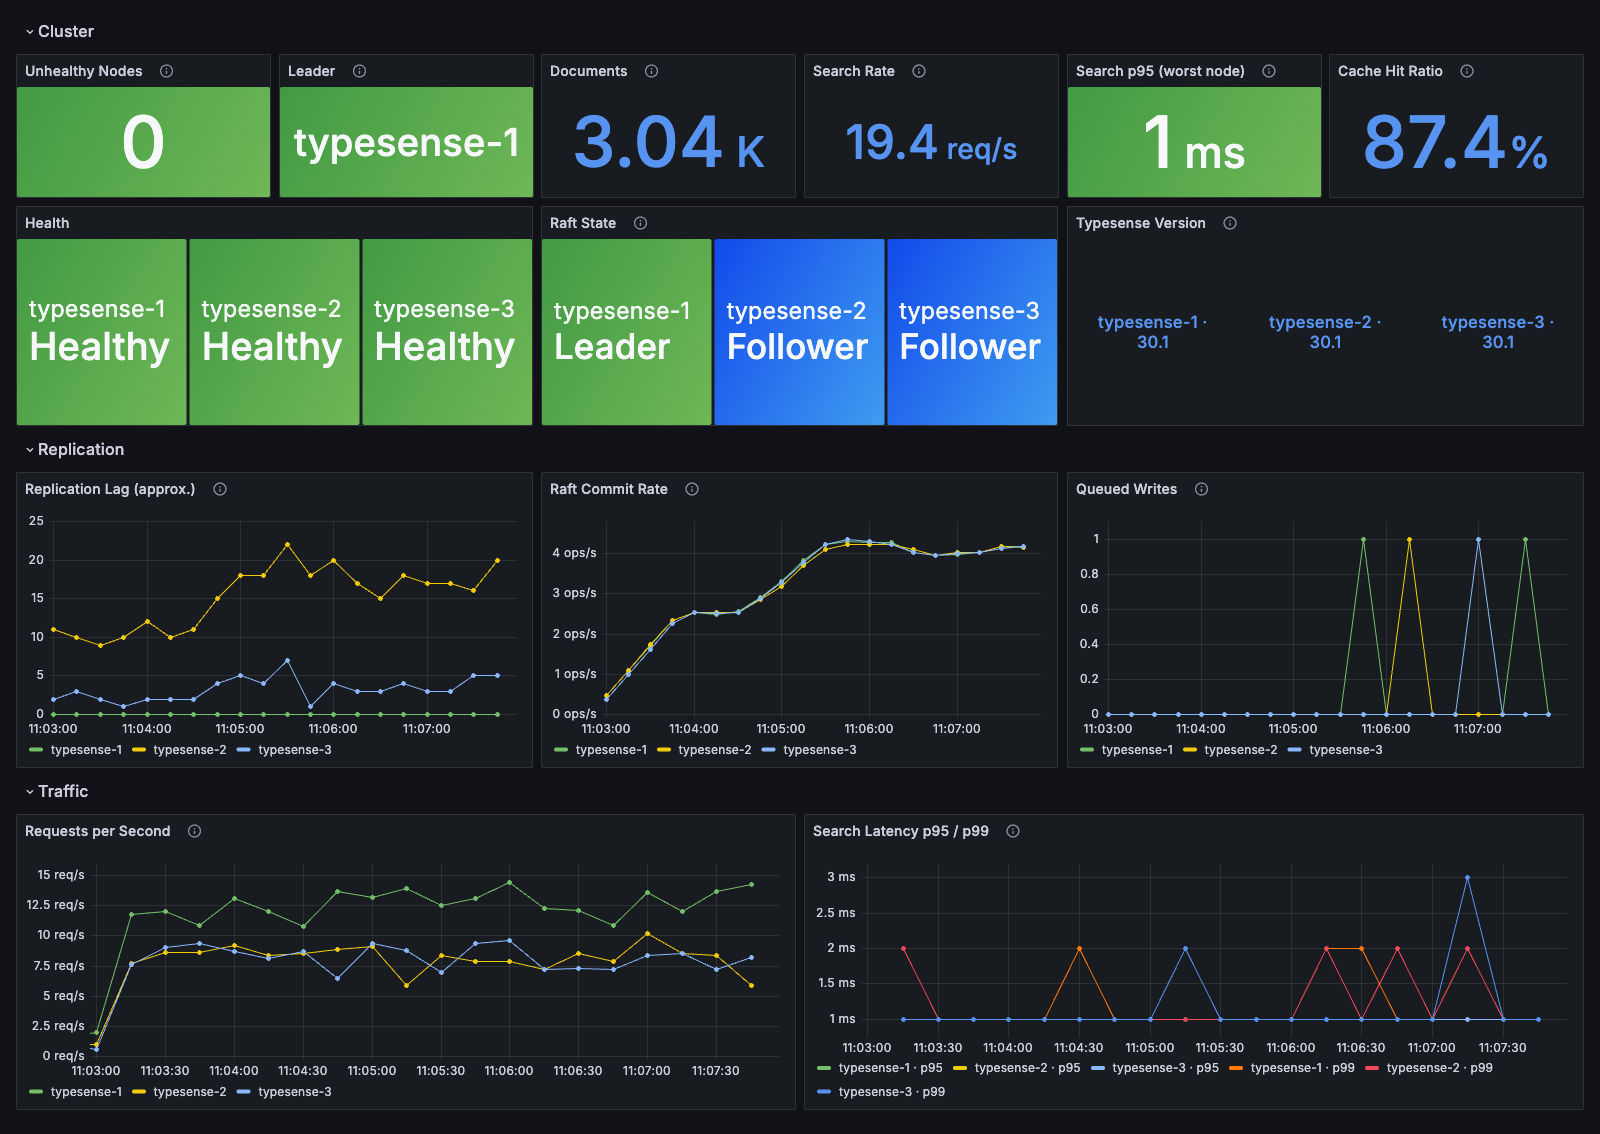 Cluster
Unhealthy Nodes
0
Leader
typesense-1
Documents
3.04 K
Search Rate
19.4 req/s
Search p95 (worst node)
1 ms
Cache Hit Ratio
87.4%
Health
typesense-1
Healthy
typesense-2
Healthy
typesense-3
Healthy
Raft State
typesense-1
Leader
typesense-2
Follower
typesense-3
Follower
Typesense Version
typesense-1 ·
30.1
typesense-2 ·
30.1
typesense-3 ·
30.1
Replication
Replication Lag (approx.)
25
20
15
10
5
0
11:03:00 11:04:00 11:05:00 11:06:00 11:07:00
typesense-1 typesense-2 typesense-3
Raft Commit Rate
4 ops/s
3 ops/s
2 ops/s
1 ops/s
0 ops/s
11:03:00 11:04:00 11:05:00 11:06:00 11:07:00
typesense-1 typesense-2 typesense-3
Queued Writes
1
0.8
0.6
0.4
0.2
0
11:03:00 11:04:00 11:05:00 11:06:00 11:07:00
typesense-1 typesense-2 typesense-3
Traffic
Requests per Second
15 req/s
12.5 req/s
10 req/s
7.5 req/s
5 req/s
2.5 req/s
0 req/s
11:03:00 11:03:30 11:04:00 11:04:30 11:05:00 11:05:30 11:06:00 11:06:30 11:07:00 11:07:30
typesense-1 typesense-2 typesense-3
Search Latency p95 / p99
3 ms
2.5 ms
2 ms
1.5 ms
1 ms
11:03:00 11:03:30 11:04:00 11:04:30 11:05:00 11:05:30 11:06:00 11:06:30 11:07:00 11:07:30
typesense-1 · p95 typesense-2 · p95 typesense-3 · p95 typesense-1 · p99 typesense-2 · p99
typesense-3 · p99